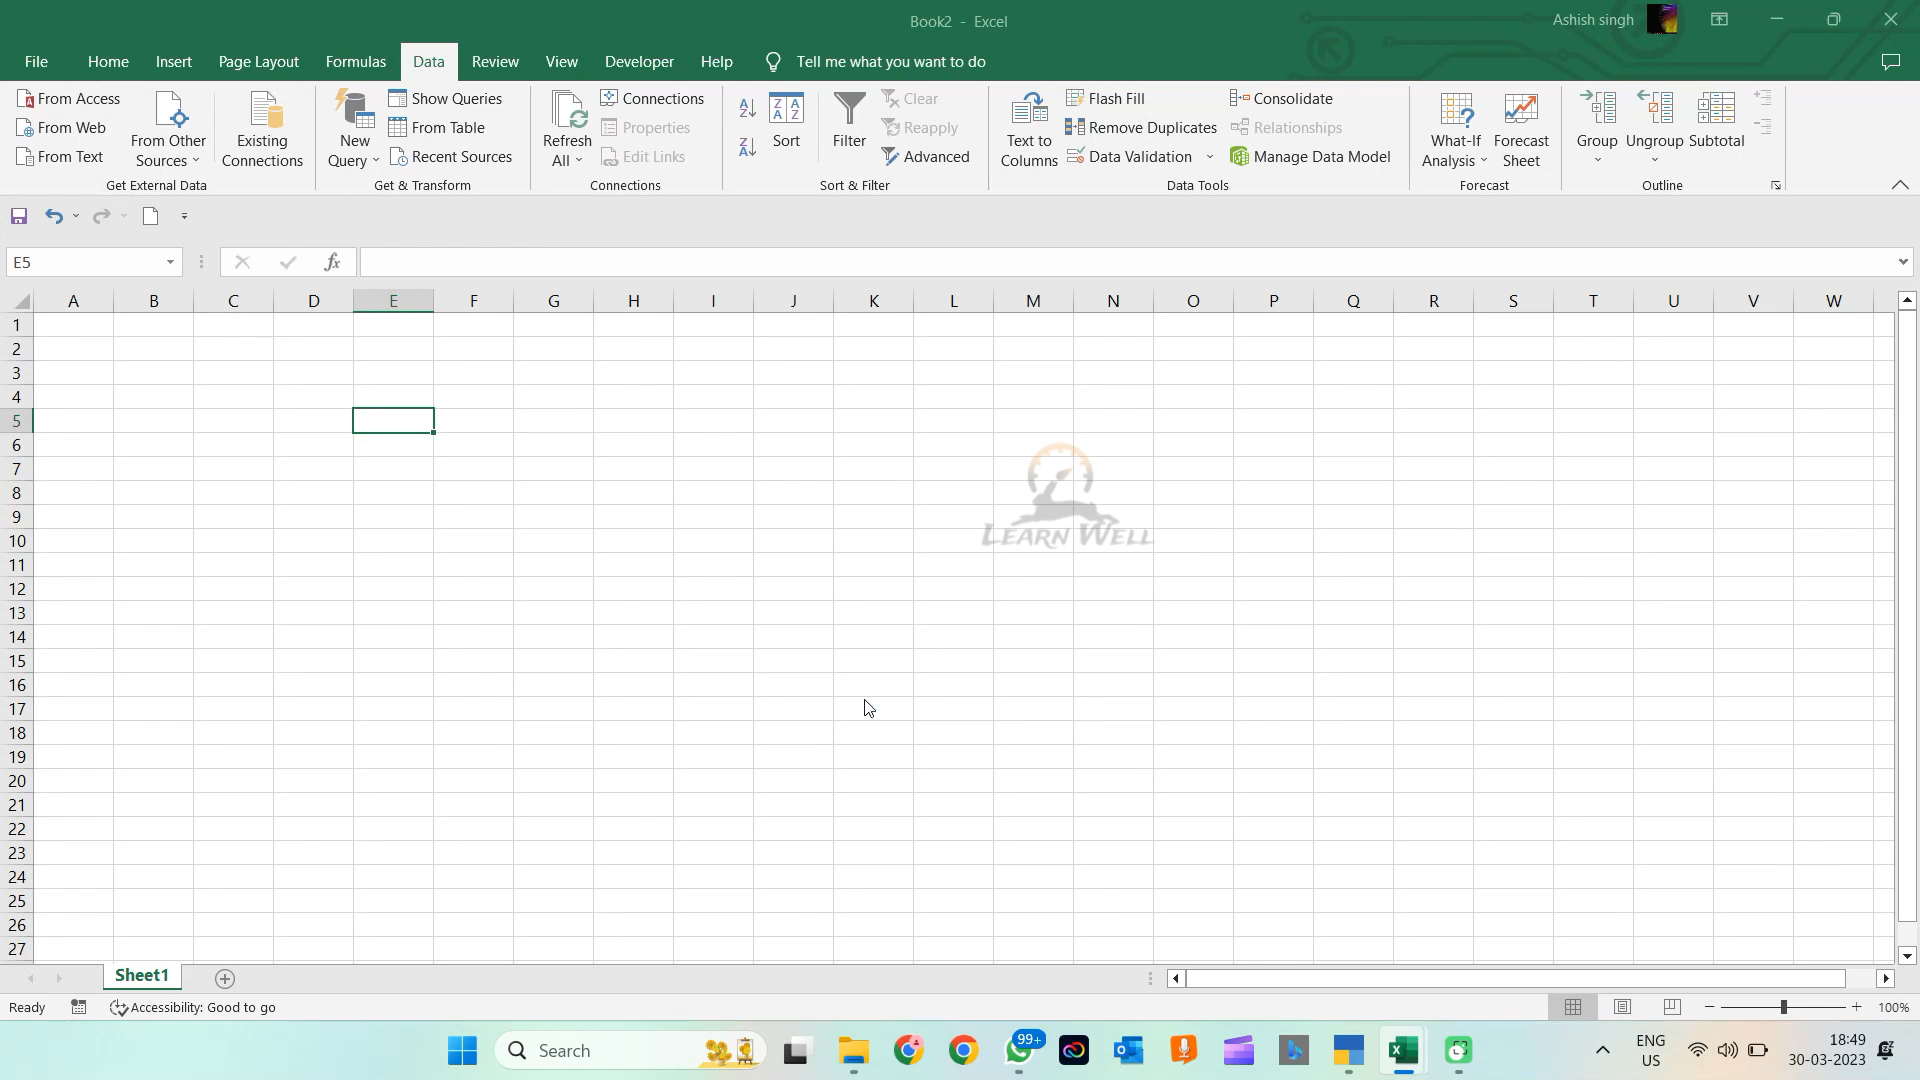 Book2 - Excel
Ashish singh
File Home Insert Page Layout Formulas Data Review View Developer Help Tell me what you want to do
From Access
From Web
From Text
From Other
Sources
Existing
Connections
Get External Data
New
Query
Show Queries
From Table
Recent Sources
Get & Transform
Refresh
All
Connections
Properties
Edit Links
Connections
Sort
Filter
Clear
Reapply
Advanced
Sort & Filter
Text to
Columns
Flash Fill
Remove Duplicates
Data Validation
Consolidate
Relationships
Manage Data Model
Data Tools
What-If
Analysis
Forecast
Sheet
Forecast
Group
Ungroup
Subtotal
Outline
E5
fx
A B C D E F G H I J K L M N O P Q R S T U V W
1
2
3
4
5
6
7
8
9
10
11
12
13
14
15
16
17
18
19
20
21
22
23
24
25
26
27
LEARN WELL
Sheet1
Ready
Accessibility: Good to go
100%
Search
99+
ENG
US
18:49
30-03-2023